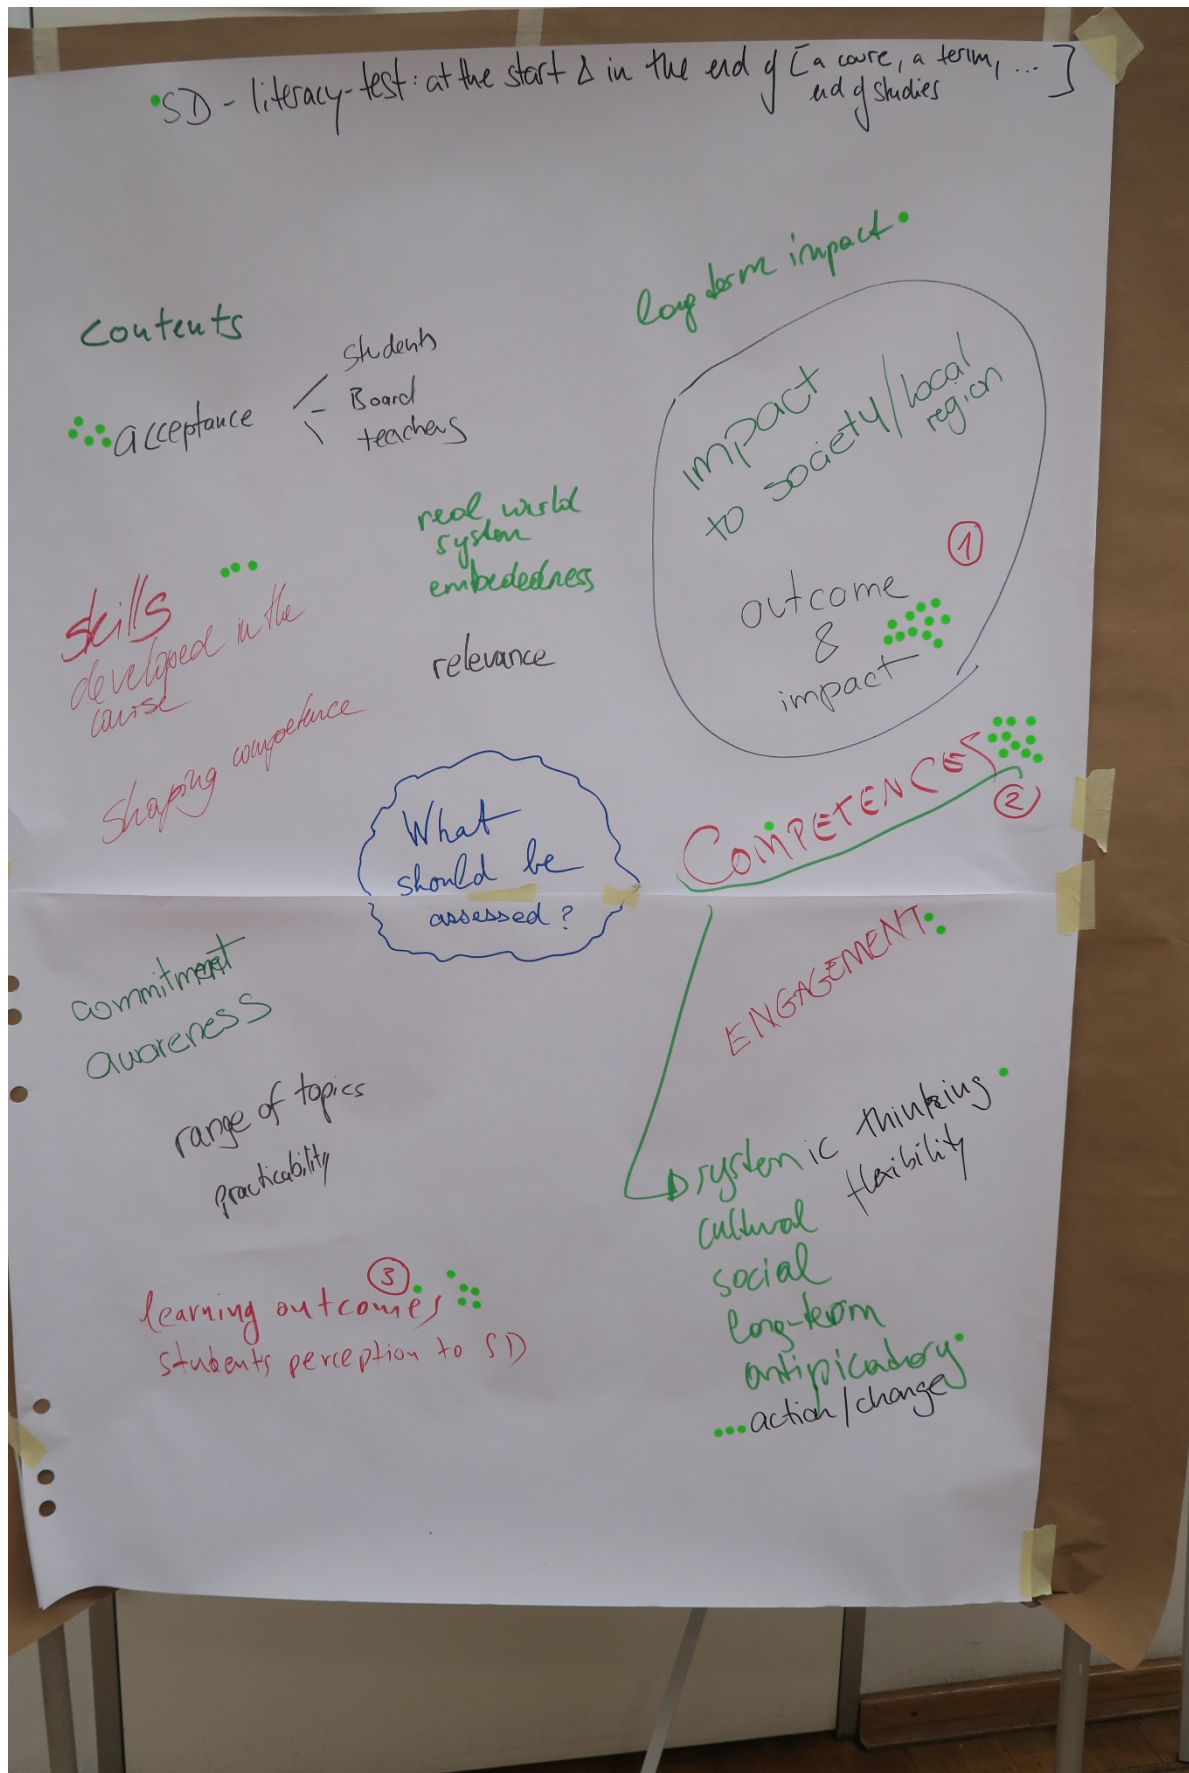 SD - literacy-test: at the start & in the end of [a coure, a term, ...]
end of studies
long term impact
contents
students
acceptance
Board
teachers
impact
to society/local
region
real world
system
embededness
1
outcome
&
impact
skills
developed in the
course
relevance
shaping competence
COMPETENCES
2
What
should be
assessed?
ENGAGEMENT
commitment
awareness
range of topics
practicability
systemic thinking
flexibility
cultural
social
long-term
antipicatory
action/change
3
learning outcomes
students perception to SD